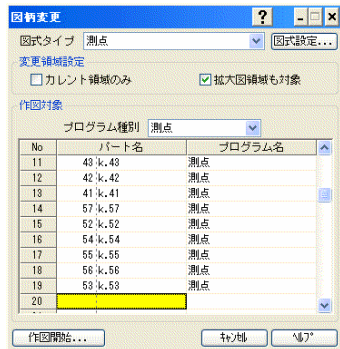 図柄変更
図式タイプ 測点 図式設定...
変更領域設定
カレント領域のみ 拡大図領域も対象
作図対象
プログラム種別 測点
No パート名 プログラム名
11 43 k.43 測点
12 42 k.42 測点
13 41 k.41 測点
14 57 k.57 測点
15 52 k.52 測点
16 54 k.54 測点
17 55 k.55 測点
18 56 k.56 測点
19 53 k.53 測点
20
作図開始... ｷｬﾝｾﾙ ﾍﾙﾌﾟ